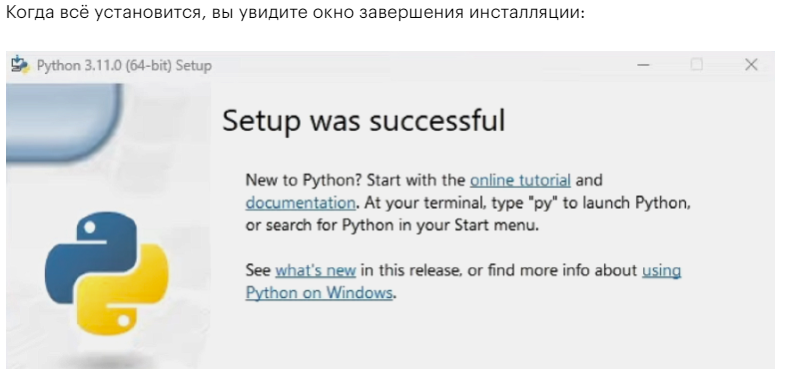 Когда всё установится, вы увидите окно завершения инсталляции:
Python 3.11.0 (64-bit) Setup
Setup was successful
New to Python? Start with the online tutorial and
documentation. At your terminal, type "py" to launch Python,
or search for Python in your Start menu.
See what's new in this release, or find more info about using
Python on Windows.